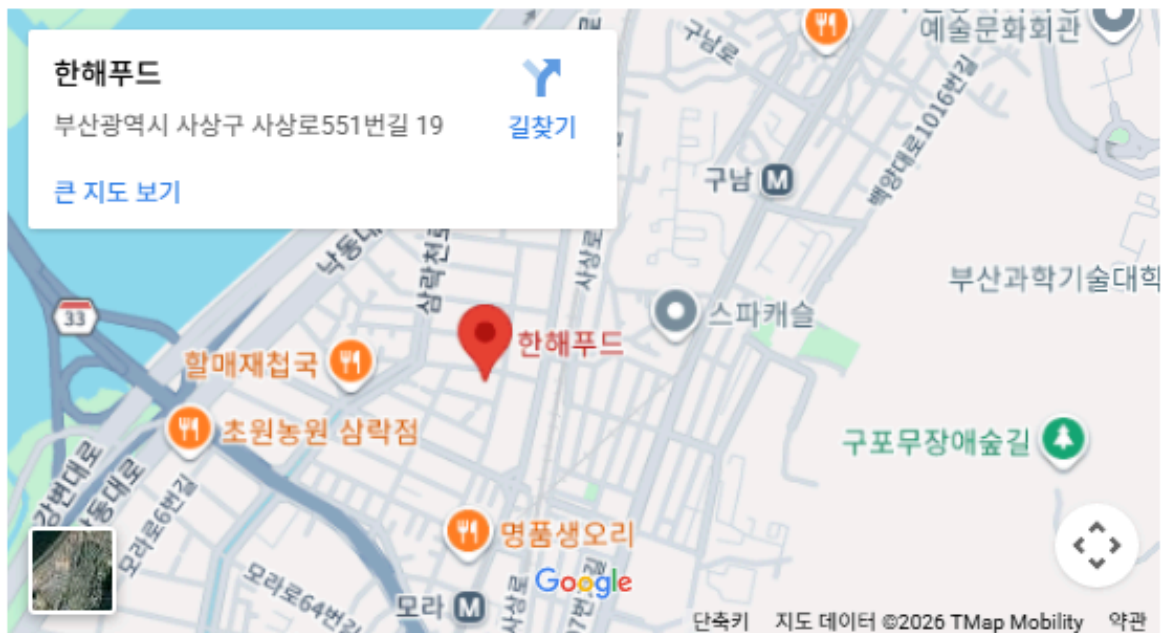 한해푸드
부산광역시 사상구 사상로551번길 19
길찾기
큰 지도 보기
구남로
예술문화회관
백양대로1016번길
구남 M
낙동대
삼락천로
사상로
부산과학기술대학
33
스파캐슬
한해푸드
할매재첩국
초원농원 삼락점
구포무장애숲길
강변대로
낙동대로
모라로6번길
명품생오리
Google
모라로64번길
모라 M
사상로
97번길
단축키
지도 데이터 ©2026 TMap Mobility
약관